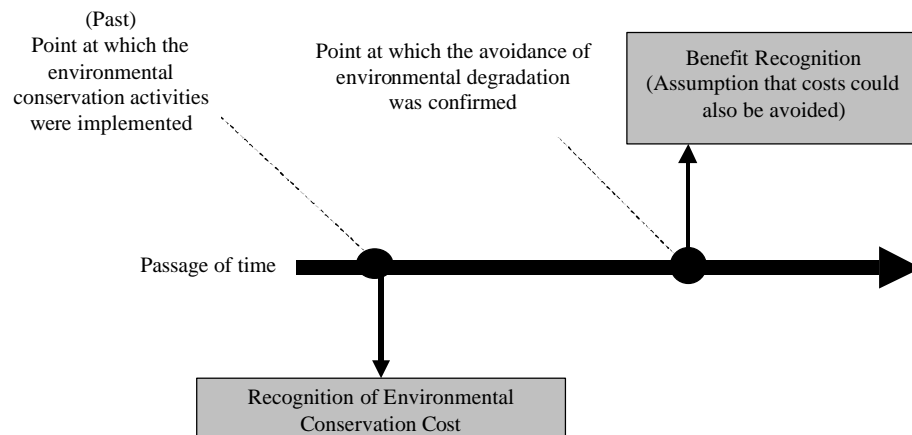 (Past)
Point at which the
environmental
conservation activities
were implemented
Point at which the avoidance of
environmental degradation
was confirmed
Benefit Recognition
(Assumption that costs could
also be avoided)
Passage of time
Recognition of Environmental
Conservation Cost